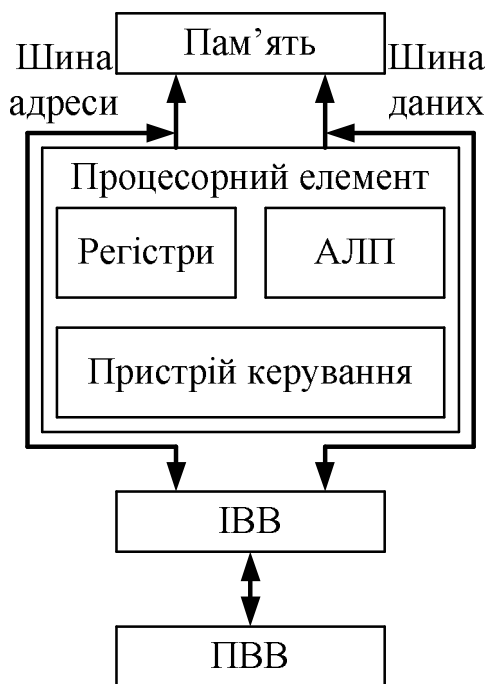 Пам’ять
Шина
адреси
Шина
даних
Процесорний елемент
Регістри
АЛП
Пристрій керування
ІВВ
ПВВ